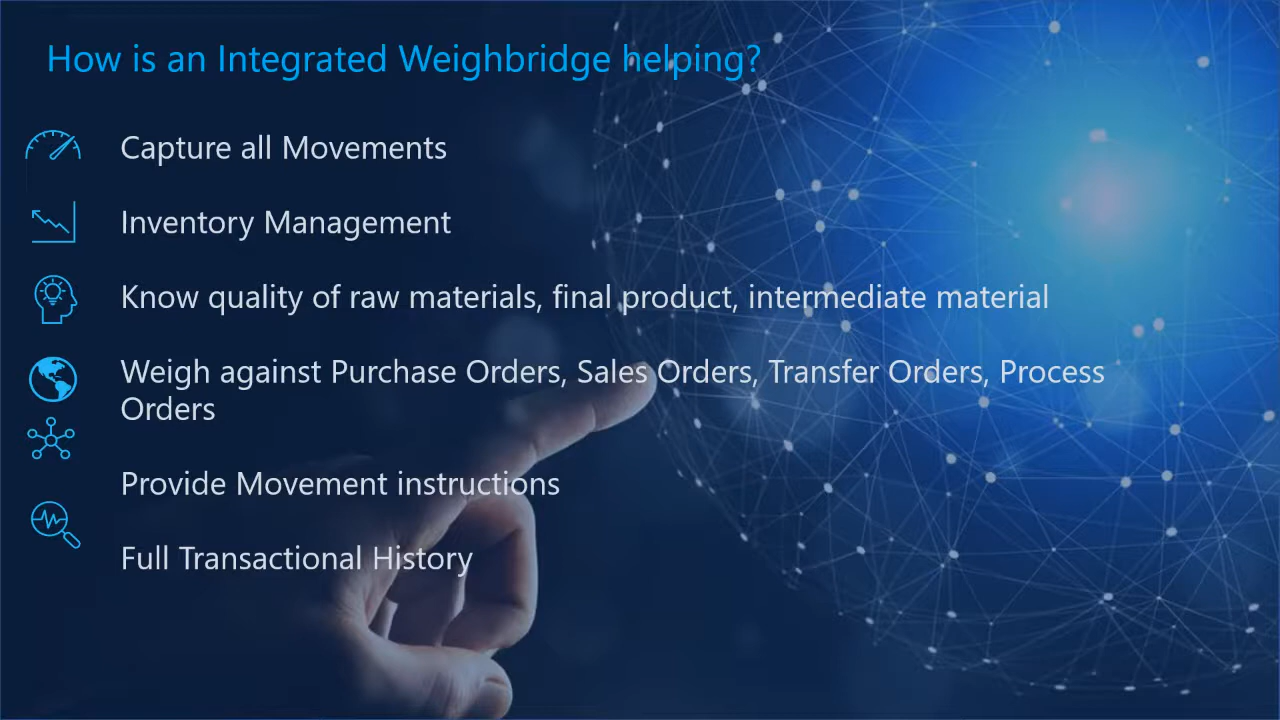 How is an Integrated Weighbridge helping?
Capture all Movements
Inventory Management
Know quality of raw materials, final product, intermediate material
Weigh against Purchase Orders, Sales Orders, Transfer Orders, Process
Orders
Provide Movement instructions
Full Transactional History